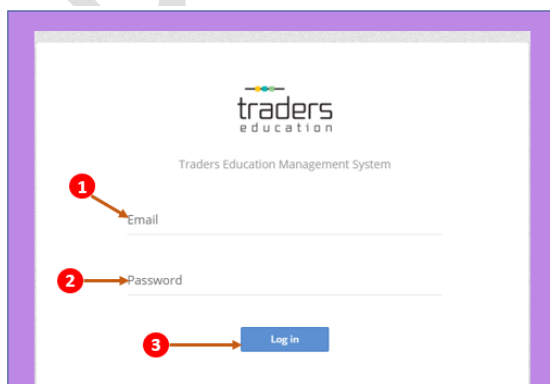 traders
education
Traders Education Management System
1
Email
2
Password
3
Log in